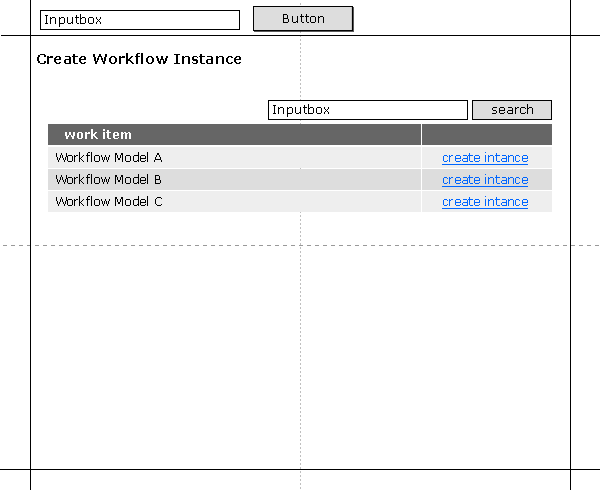 Inputbox Button
Create Workflow Instance
Inputbox search
work item
Workflow Model A create intance
Workflow Model B create intance
Workflow Model C create intance